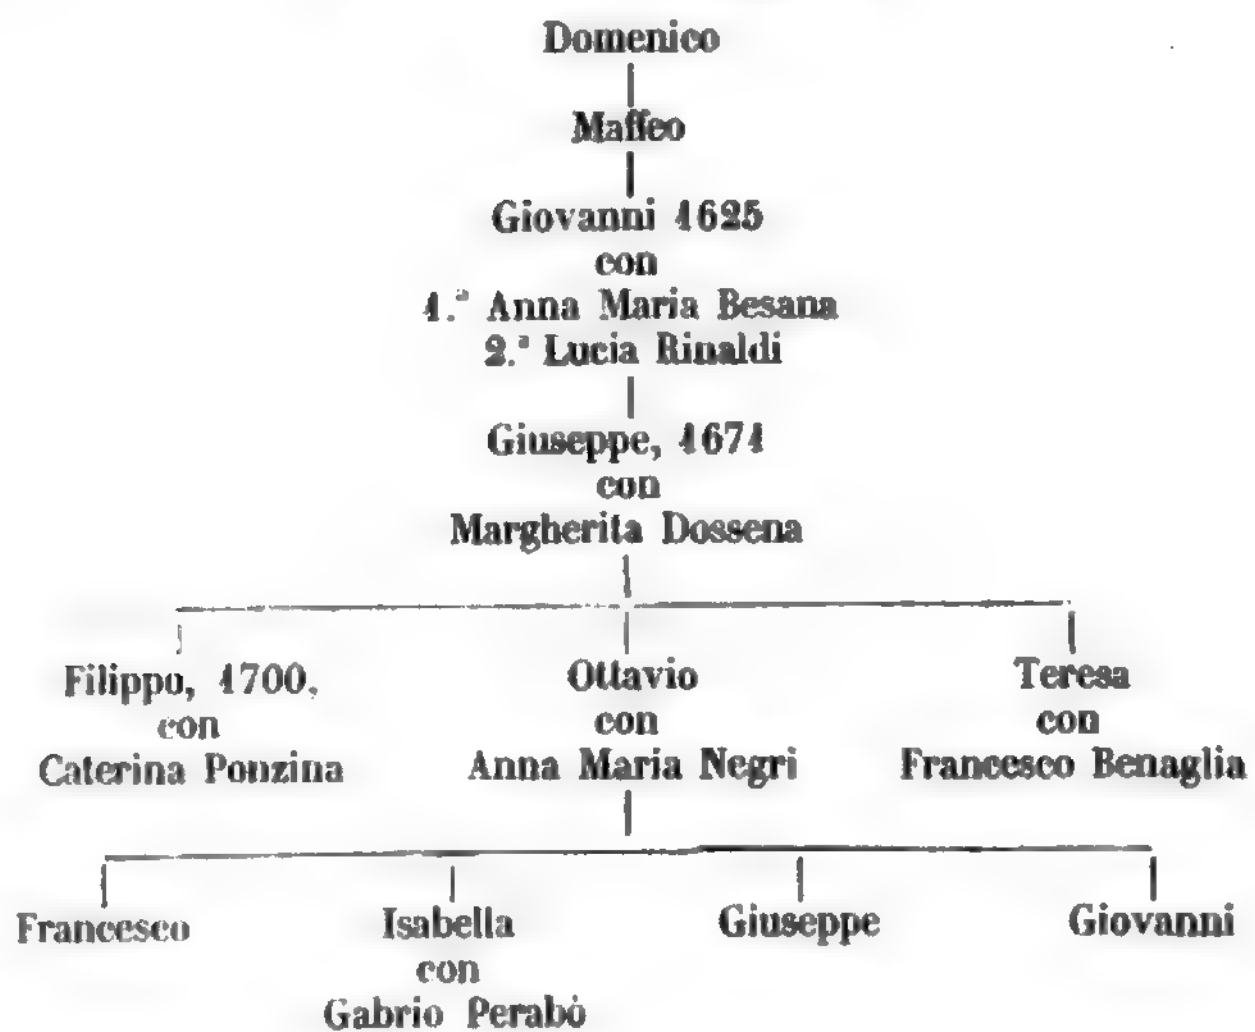 Domenico
Maffeo
Giovanni 1625
con
1.ª Anna Maria Besana
2.ª Lucia Rinaldi
Giuseppe, 1671
con
Margherita Dossena
Filippo, 1700, Ottavio Teresa
con con con
Caterina Ponzina Anna Maria Negri Francesco Benaglia
Francesco Isabella Giuseppe Giovanni
con
Gabrio Perabò